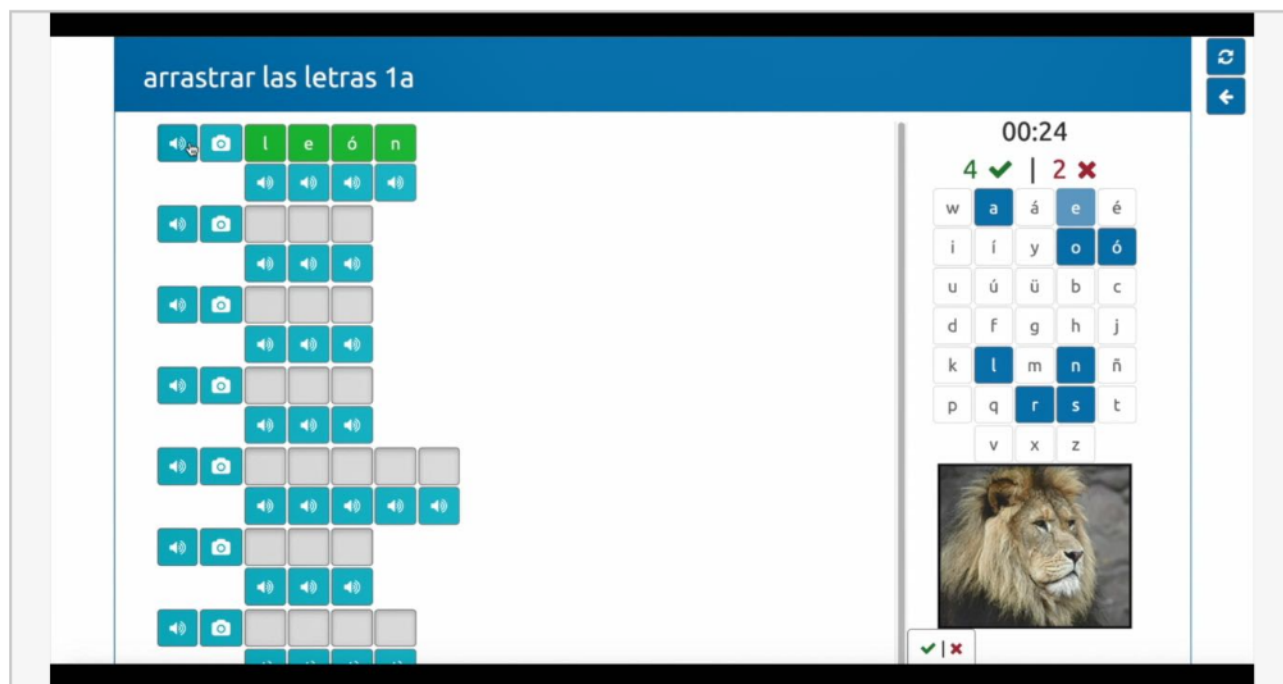 arrastrar las letras 1a
l e ó n
00:24
4 | 2
w a á e é
i í y o ó
u ú ü b c
d f g h j
k l m n ñ
p q r s t
v x z
|